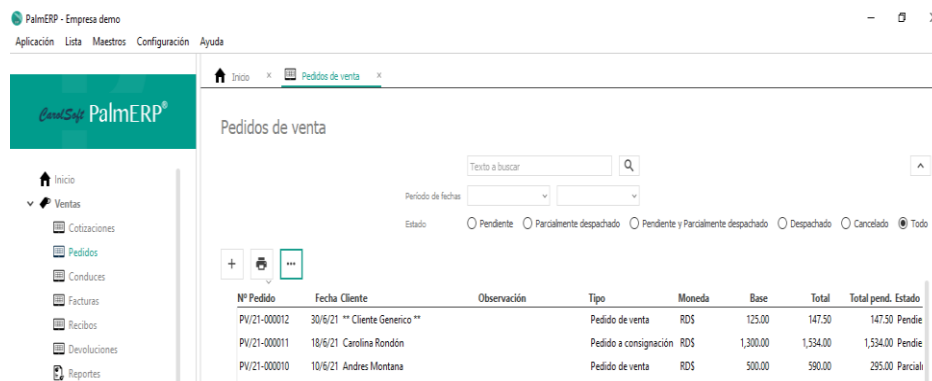 PalmERP - Empresa demo
Aplicación Lista Maestros Configuración Ayuda
Inicio × Pedidos de venta ×
CarolSoft PalmERP®
Pedidos de venta
Texto a buscar
Inicio
Período de fechas
Ventas
Estado Pendiente Parcialmente despachado Pendiente y Parcialmente despachado Despachado Cancelado Todo
Cotizaciones
Pedidos
Conduces
Facturas
Recibos
Devoluciones
Reportes
Nº Pedido Fecha Cliente Observación Tipo Moneda Base Total Total pend. Estado
PV/21-000012 30/6/21 ** Cliente Generico ** Pedido de venta RD$ 125.00 147.50 147.50 Pendie
PV/21-000011 18/6/21 Carolina Rondón Pedido a consignación RD$ 1,300.00 1,534.00 1,534.00 Pendie
PV/21-000010 10/6/21 Andres Montana Pedido de venta RD$ 500.00 590.00 295.00 Parcial